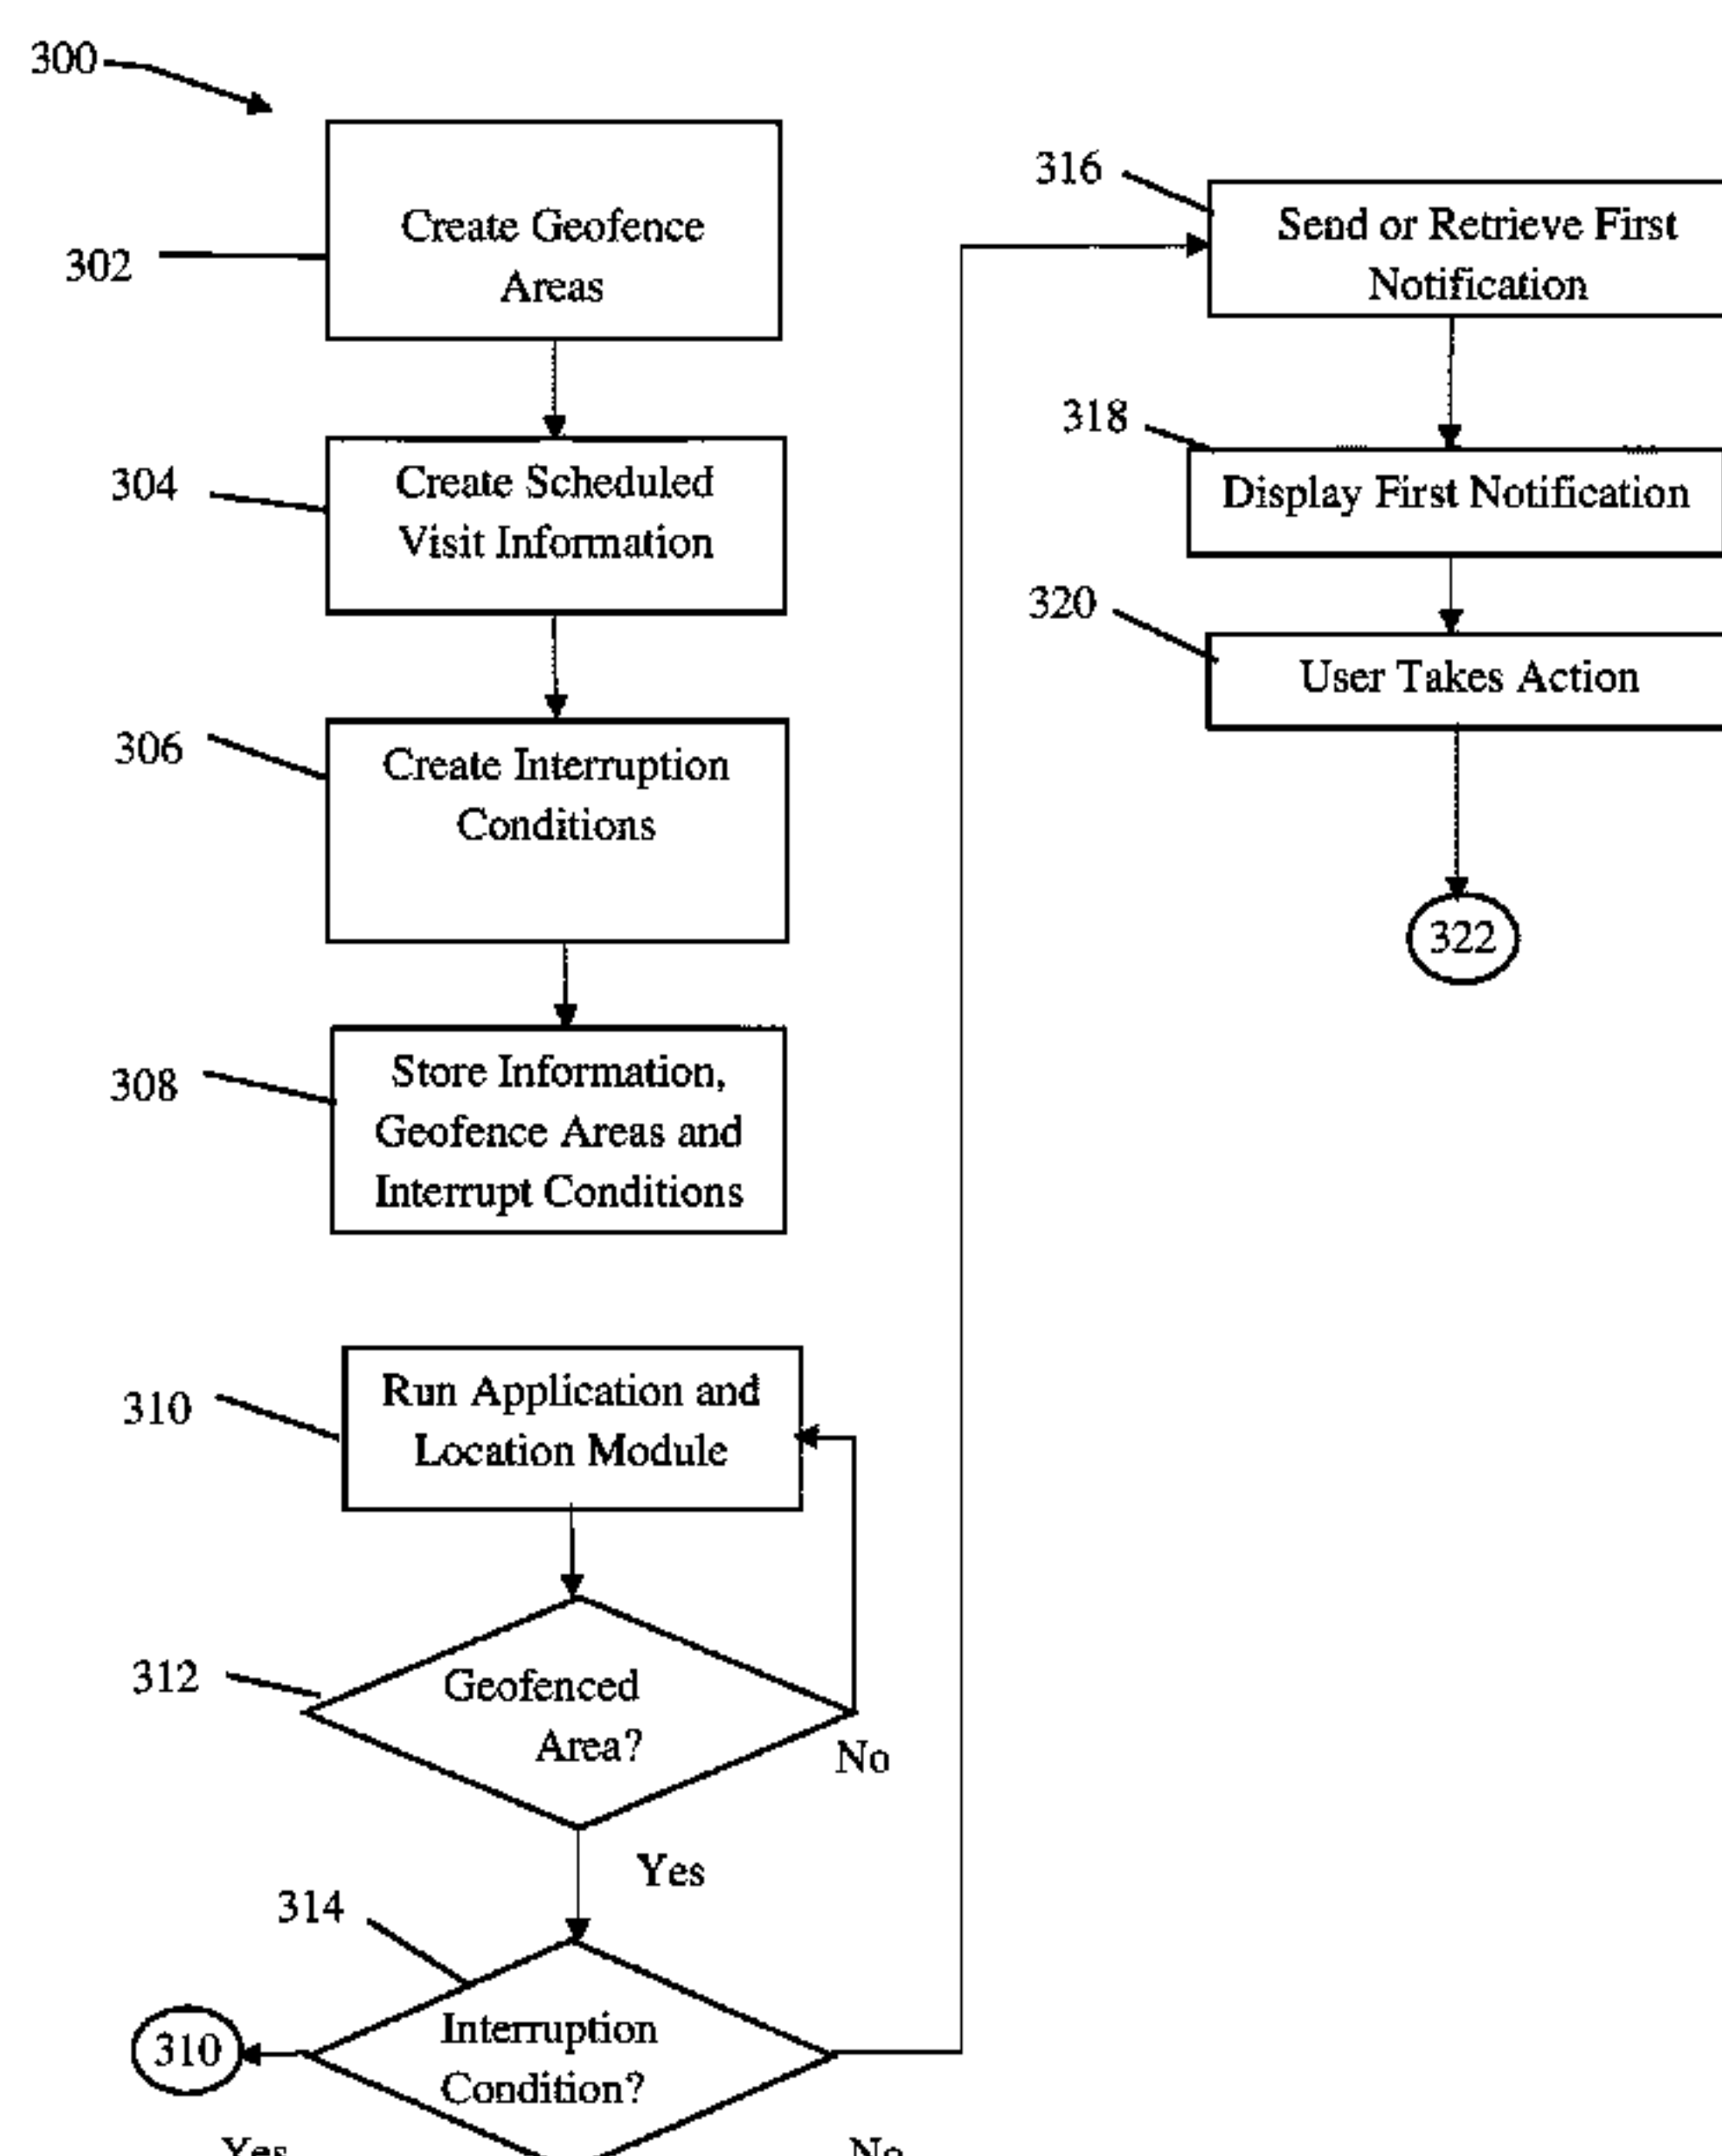 300
302
Create Geofence
Areas
304
Create Scheduled
Visit Information
306
Create Interruption
Conditions
308
Store Information,
Geofence Areas and
Interrupt Conditions
310
Run Application and
Location Module
312
Geofenced
Area?
No
Yes
314
310
Interruption
Condition?
Yes
No
316
Send or Retrieve First
Notification
318
Display First Notification
320
User Takes Action
322